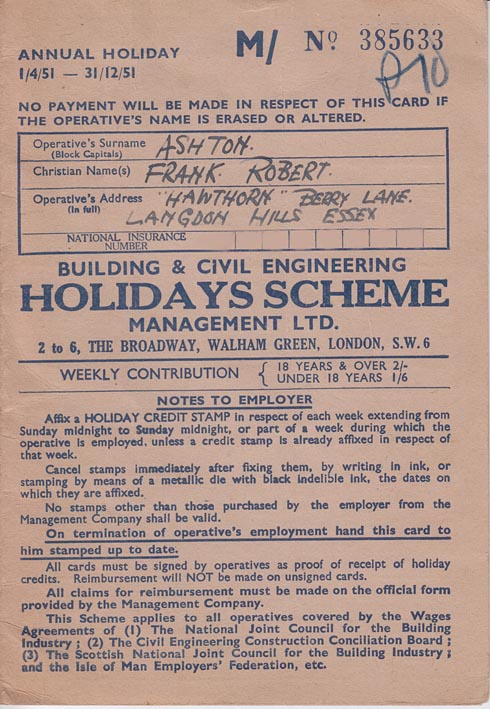 ANNUAL HOLIDAY M/ Nº 385633
1/4/51 — 31/12/51
P10
NO PAYMENT WILL BE MADE IN RESPECT OF THIS CARD IF
THE OPERATIVE'S NAME IS ERASED OR ALTERED.
Operative's Surname ASHTON.
(Block Capitals)
Christian Name(s) FRANK ROBERT.
Operative's Address "HAWTHORN" BERRY LANE.
(In full) LANGDON HILLS ESSEX
NATIONAL INSURANCE
NUMBER
BUILDING & CIVIL ENGINEERING
HOLIDAYS SCHEME
MANAGEMENT LTD.
2 to 6, THE BROADWAY, WALHAM GREEN, LONDON, S.W. 6
WEEKLY CONTRIBUTION { 18 YEARS & OVER 2/-
UNDER 18 YEARS 1/6
NOTES TO EMPLOYER
Affix a HOLIDAY CREDIT STAMP in respect of each week extending from
Sunday midnight to Sunday midnight, or part of a week during which the
operative is employed, unless a credit stamp is already affixed in respect of
that week.
Cancel stamps immediately after fixing them, by writing in ink, or
stamping by means of a metallic die with black indelible ink, the dates on
which they are affixed.
No stamps other than those purchased by the employer from the
Management Company shall be valid.
On termination of operative's employment hand this card to
him stamped up to date.
All cards must be signed by operatives as proof of receipt of holiday
credits. Reimbursement will NOT be made on unsigned cards.
All claims for reimbursement must be made on the official form
provided by the Management Company.
This Scheme applies to all operatives covered by the Wages
Agreements of (1) The National Joint Council for the Building
Industry ; (2) The Civil Engineering Construction Conciliation Board ;
(3) The Scottish National Joint Council for the Building Industry ;
and the Isle of Man Employers' Federation, etc.